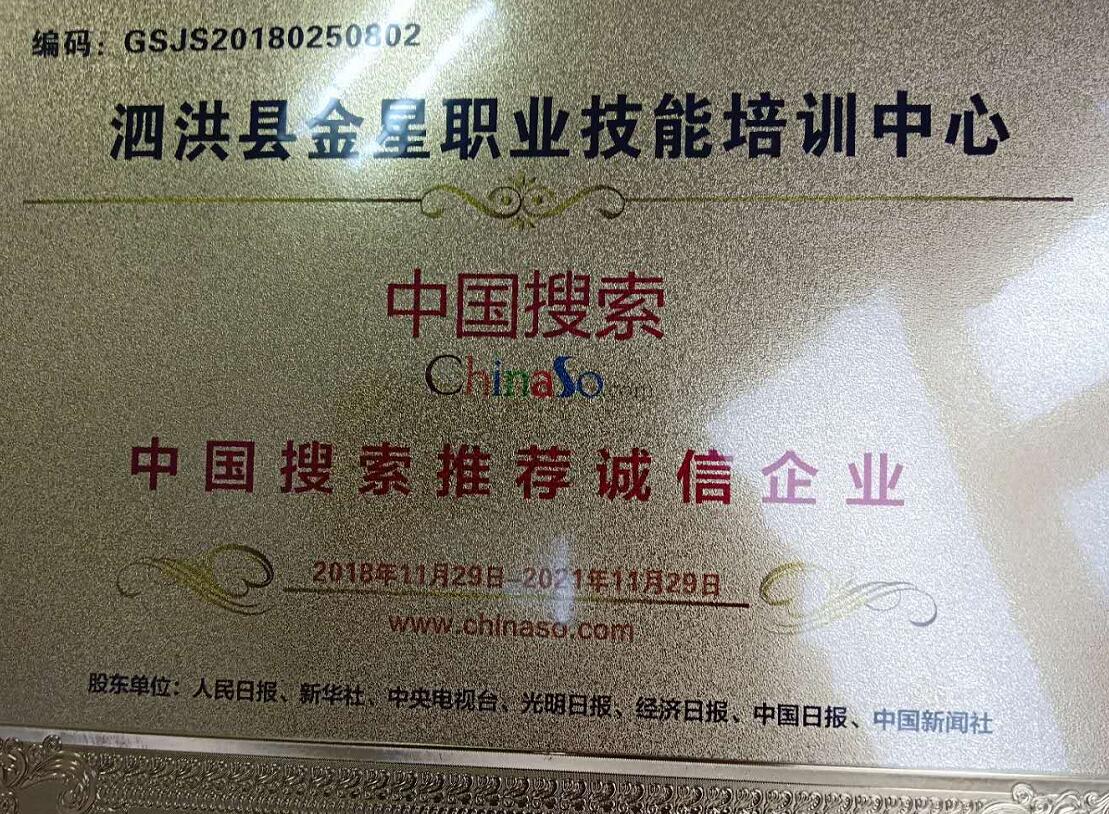 编码：GSJS20180250802
泗洪县金星职业技能培训中心
中国搜索
ChinaSo.com
中国搜索推荐诚信企业
2018年11月29日-2021年11月29日
www.chinaso.com
股东单位：人民日报、新华社、中央电视台、光明日报、经济日报、中国日报、中国新闻社